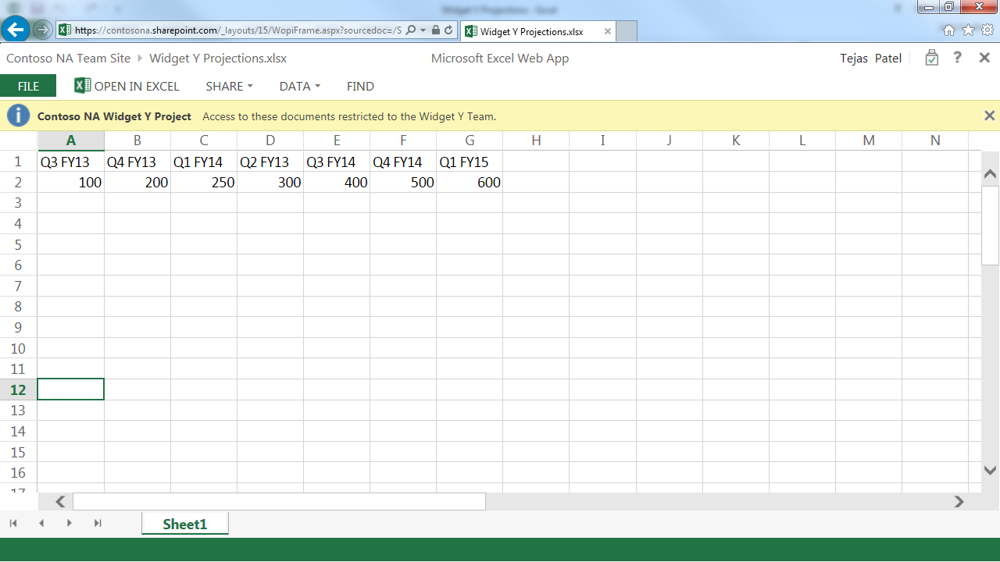 Widget Y Projections - Excel
https://contosona.sharepoint.com/_layouts/15/WopiFrame.aspx?sourcedoc=/S
Widget Y Projections.xlsx
Contoso NA Team Site Widget Y Projections.xlsx
Microsoft Excel Web App
Tejas Patel
?
FILE OPEN IN EXCEL SHARE DATA FIND
Contoso NA Widget Y Project Access to these documents restricted to the Widget Y Team.
A B C D E F G H I J K L M N
1 Q3 FY13 Q4 FY13 Q1 FY14 Q2 FY13 Q3 FY14 Q4 FY14 Q1 FY15
2 100 200 250 300 400 500 600
3
4
5
6
7
8
9
10
11
12
13
14
15
16
17
Sheet1